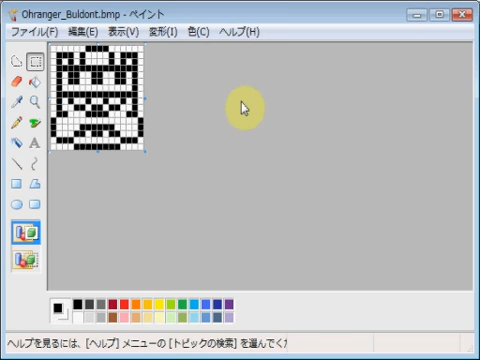 Ohranger_Buldont.bmp - ペイント
ファイル(F) 編集(E) 表示(V) 変形(I) 色(C) ヘルプ(H)
A
ヘルプを見るには、[ヘルプ] メニューの [トピックの検索] を選んでくだ